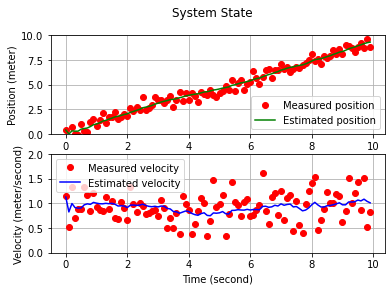 System State
Position (meter)
10.0
7.5
5.0
2.5
0.0
Measured position
Estimated position
0 2 4 6 8 10
Velocity (meter/second)
2.0
1.5
1.0
0.5
0.0
Measured velocity
Estimated velocity
0 2 4 6 8 10
Time (second)